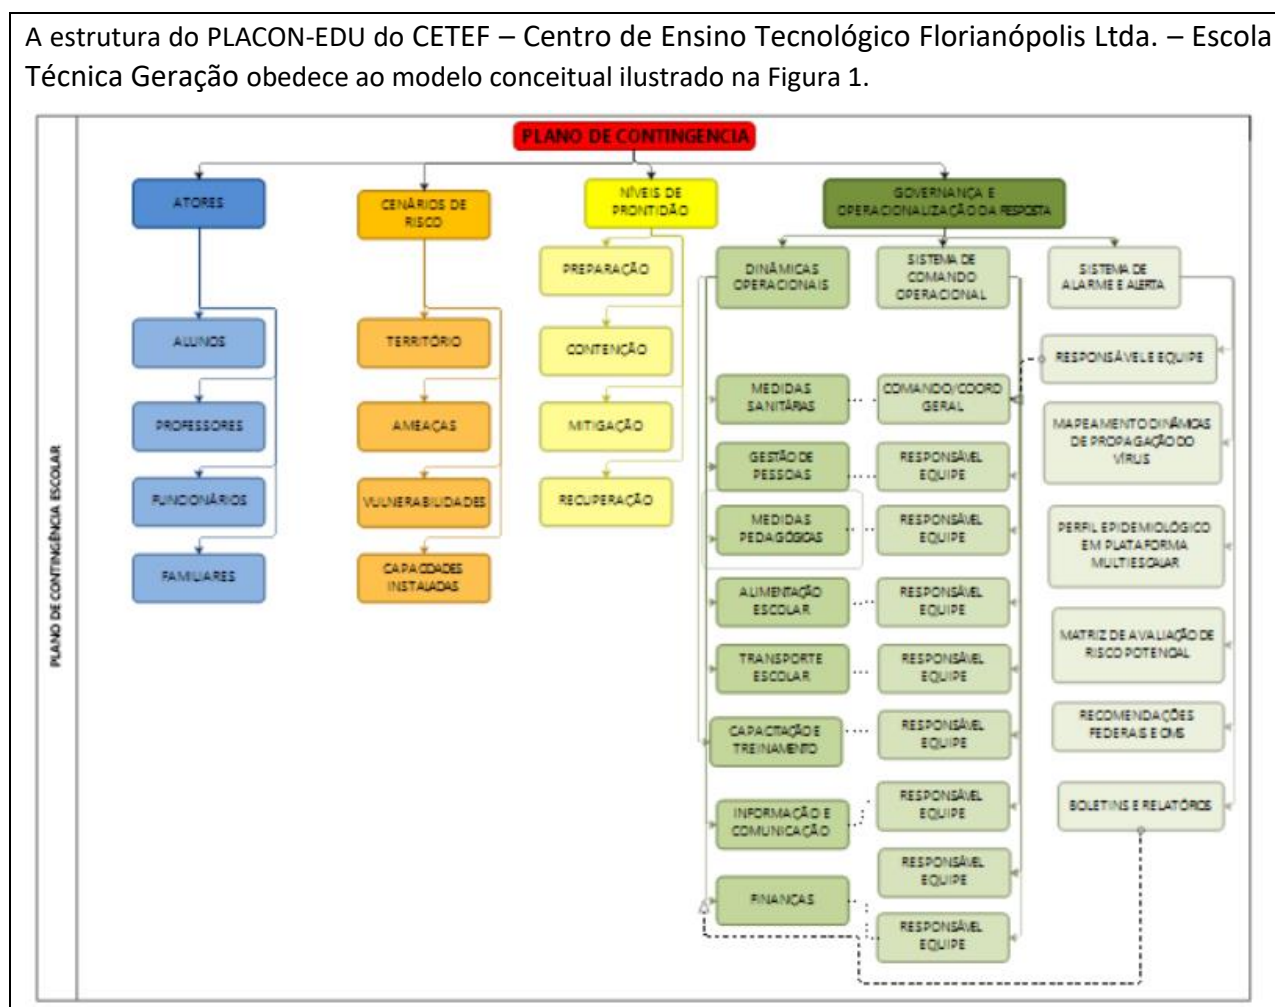 A estrutura do PLACON-EDU do CETEF – Centro de Ensino Tecnológico Florianópolis Ltda. – Escola
Técnica Geração obedece ao modelo conceitual ilustrado na Figura 1.
PLANO DE CONTINGÊNCIA ESCOLAR
PLANO DE CONTINGENCIA
ATORES
ALUNOS
PROFESSORES
FUNCIONÁRIOS
FAMILIARES
CENÁRIOS DE
RISCO
TERRITÓRIO
AMEAÇAS
VULNERABILIDADES
CAPACIDADES
INSTALADAS
NÍVEIS DE
PRONTIDÃO
PREPARAÇÃO
CONTENÇÃO
MITIGAÇÃO
RECUPERAÇÃO
GOVERNANÇA E
OPERACIONALIZAÇÃO DA RESPOSTA
DINÂMICAS
OPERACIONAIS
MEDIDAS
SANITÁRIAS
GESTÃO DE
PESSOAS
MEDIDAS
PEDAGÓGICAS
ALIMENTAÇÃO
ESCOLAR
TRANSPORTE
ESCOLAR
CAPACITAÇÃO E
TREINAMENTO
INFORMAÇÃO E
COMUNICAÇÃO
FINANÇAS
SISTEMA DE
COMANDO
OPERACIONAL
COMANDO/COORD
GERAL
RESPONSÁVEL
EQUIPE
RESPONSÁVEL
EQUIPE
RESPONSÁVEL
EQUIPE
RESPONSÁVEL
EQUIPE
RESPONSÁVEL
EQUIPE
RESPONSÁVEL
EQUIPE
RESPONSÁVEL
EQUIPE
RESPONSÁVEL
EQUIPE
SISTEMA DE
ALARME E ALERTA
RESPONSÁVEL E EQUIPE
MAPEAMENTO DINÂMICAS
DE PROPAGAÇÃO DO
VÍRUS
PERFIL EPIDEMIOLÓGICO
EM PLATAFORMA
MULTIESCALAR
MATRIZ DE AVALIAÇÃO DE
RISCO POTENCIAL
RECOMENDAÇÕES
FEDERAIS E OMS
BOLETINS E RELATÓRIOS